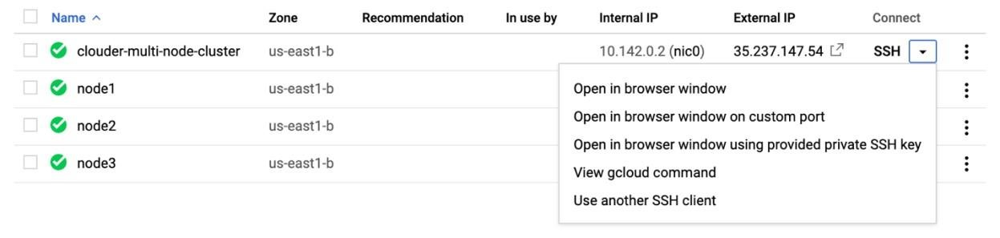 Name Zone Recommendation In use by Internal IP External IP Connect
clouder-multi-node-cluster us-east1-b 10.142.0.2 (nic0) 35.237.147.54 SSH
node1 us-east1-b
Open in browser window
Open in browser window on custom port
node2 us-east1-b
Open in browser window using provided private SSH key
node3 us-east1-b
View gcloud command
Use another SSH client